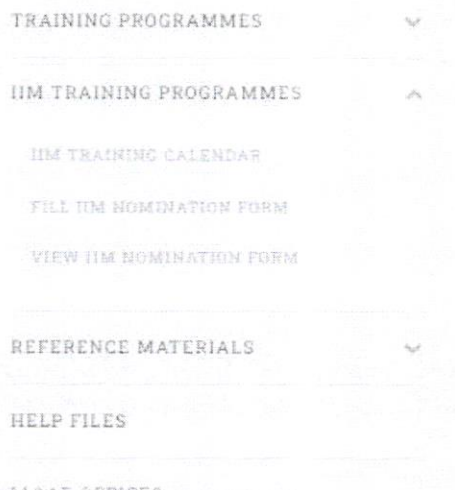 TRAINING PROGRAMMES
IIM TRAINING PROGRAMMES
IIM TRAINING CALENDAR
FILL IIM NOMINATION FORM
VIEW IIM NOMINATION FORM
REFERENCE MATERIALS
HELP FILES